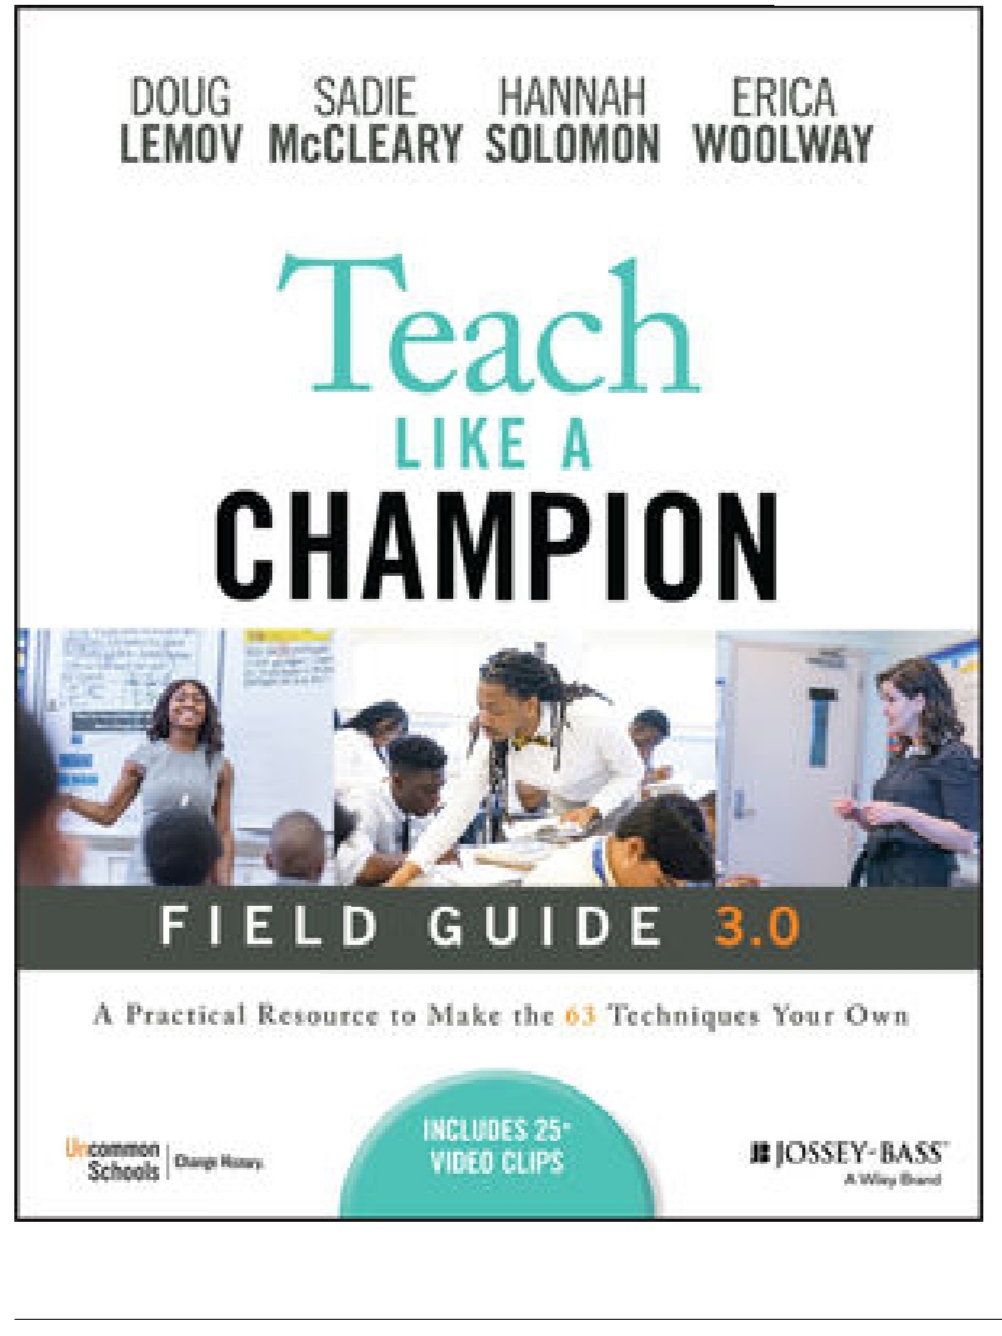 DOUG SADIE HANNAH ERICA
LEMOV McCLEARY SOLOMON WOOLWAY
Teach
LIKE A
CHAMPION
FIELD GUIDE 3.0
A Practical Resource to Make the 63 Techniques Your Own
INCLUDES 25+
VIDEO CLIPS
Uncommon
Schools
Change History.
JOSSEY-BASS™
A Wiley Brand